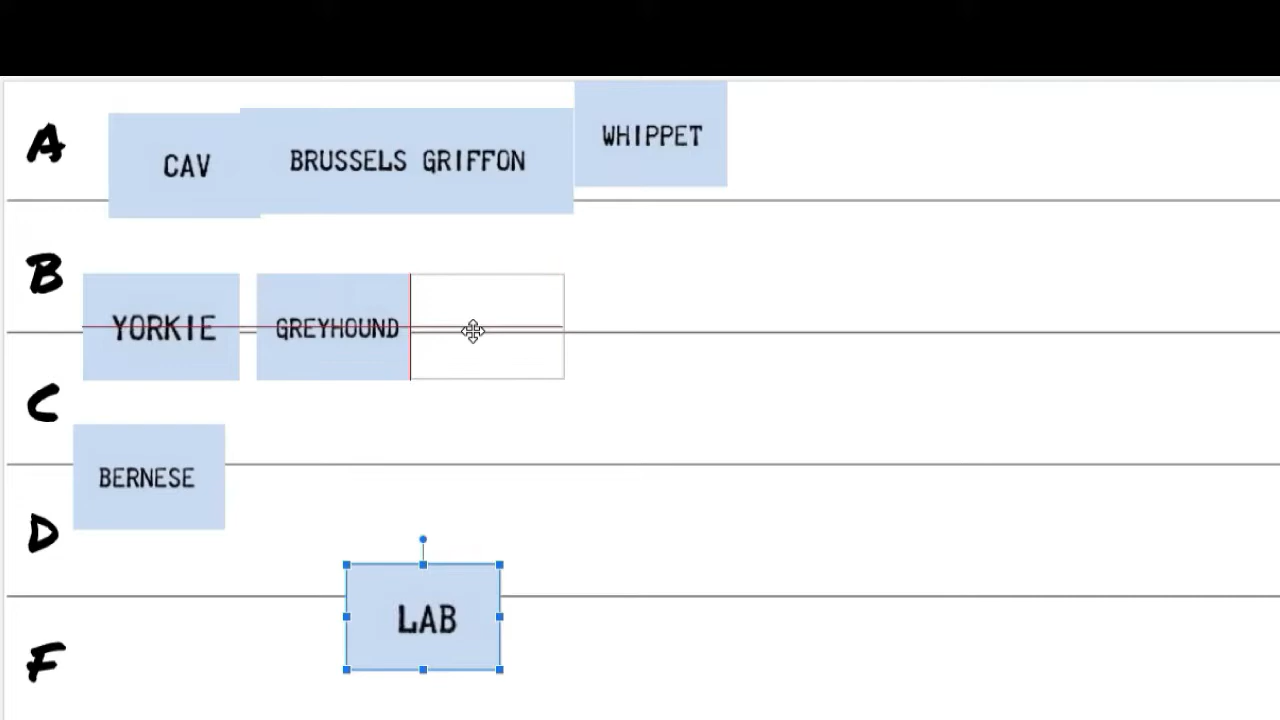 A
CAV
BRUSSELS GRIFFON
WHIPPET
B
YORKIE
GREYHOUND
C
BERNESE
D
LAB
F